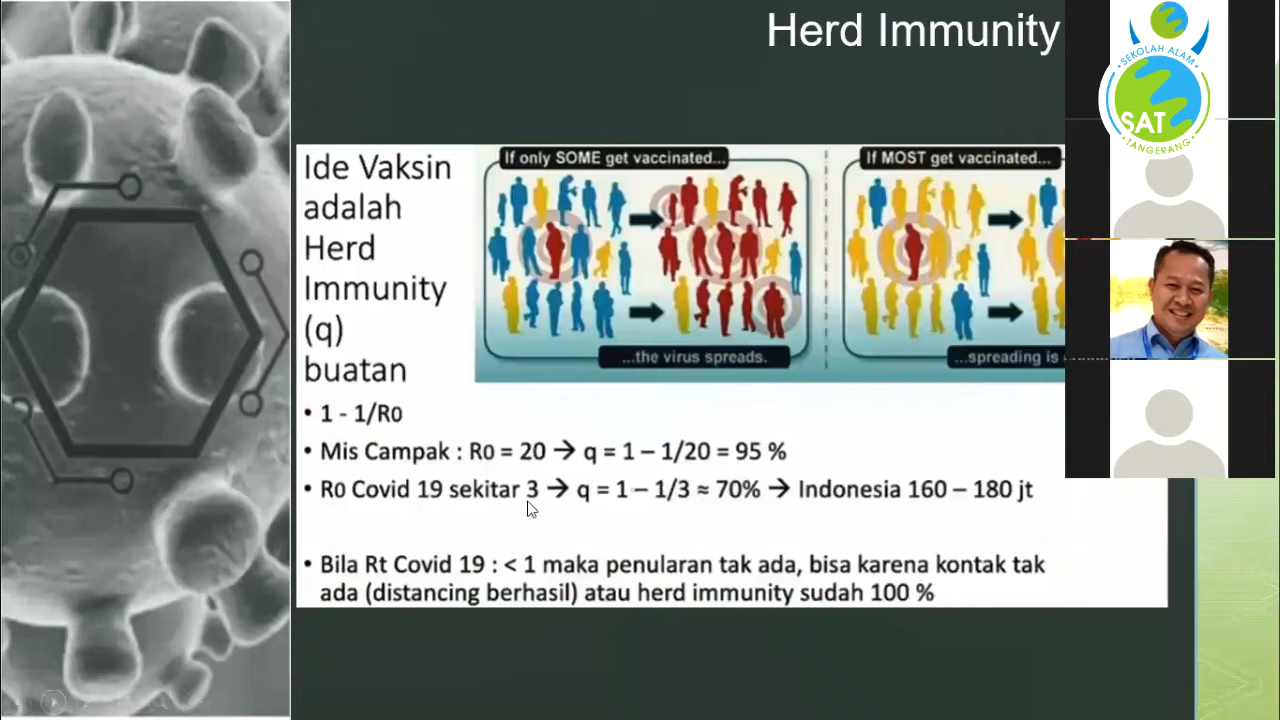 Herd Immunity
SEKOLAH ALAM
SAT
TANGERANG
Ide Vaksin
adalah
Herd
Immunity
(q)
buatan
If only SOME get vaccinated...
...the virus spreads.
If MOST get vaccinated...
...spreading is
• 1 - 1/R0
• Mis Campak : R0 = 20 → q = 1 – 1/20 = 95 %
• R0 Covid 19 sekitar 3 → q = 1 – 1/3 ≈ 70% → Indonesia 160 – 180 jt
• Bila Rt Covid 19 : < 1 maka penularan tak ada, bisa karena kontak tak
ada (distancing berhasil) atau herd immunity sudah 100 %